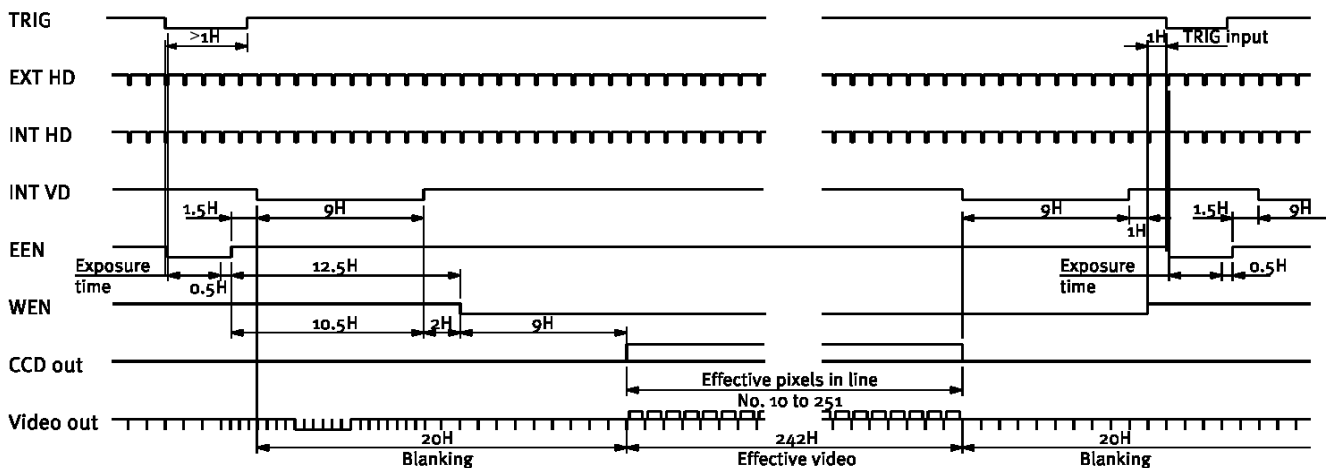 TRIG
>1H
1H
TRIG input
EXT HD
INT HD
INT VD
1.5H
9H
9H
1.5H
9H
1H
EEN
Exposure
time
0.5H
12.5H
Exposure
time
0.5H
WEN
10.5H
2H
9H
CCD out
Effective pixels in line
No. 10 to 251
Video out
20H
Blanking
242H
Effective video
20H
Blanking